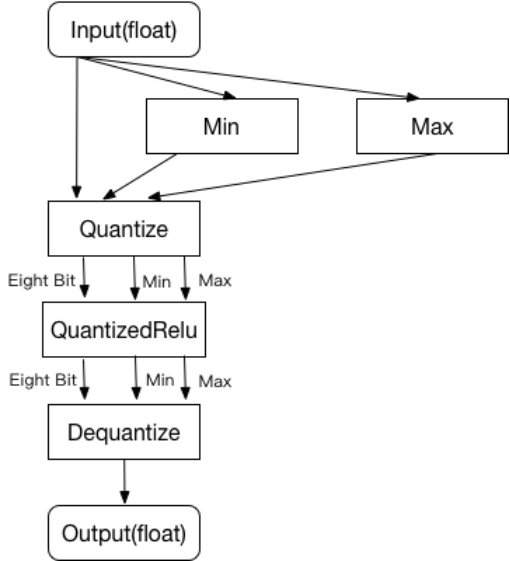 Input(float)
Min
Max
Quantize
Eight Bit
Min
Max
QuantizedRelu
Eight Bit
Min
Max
Dequantize
Output(float)